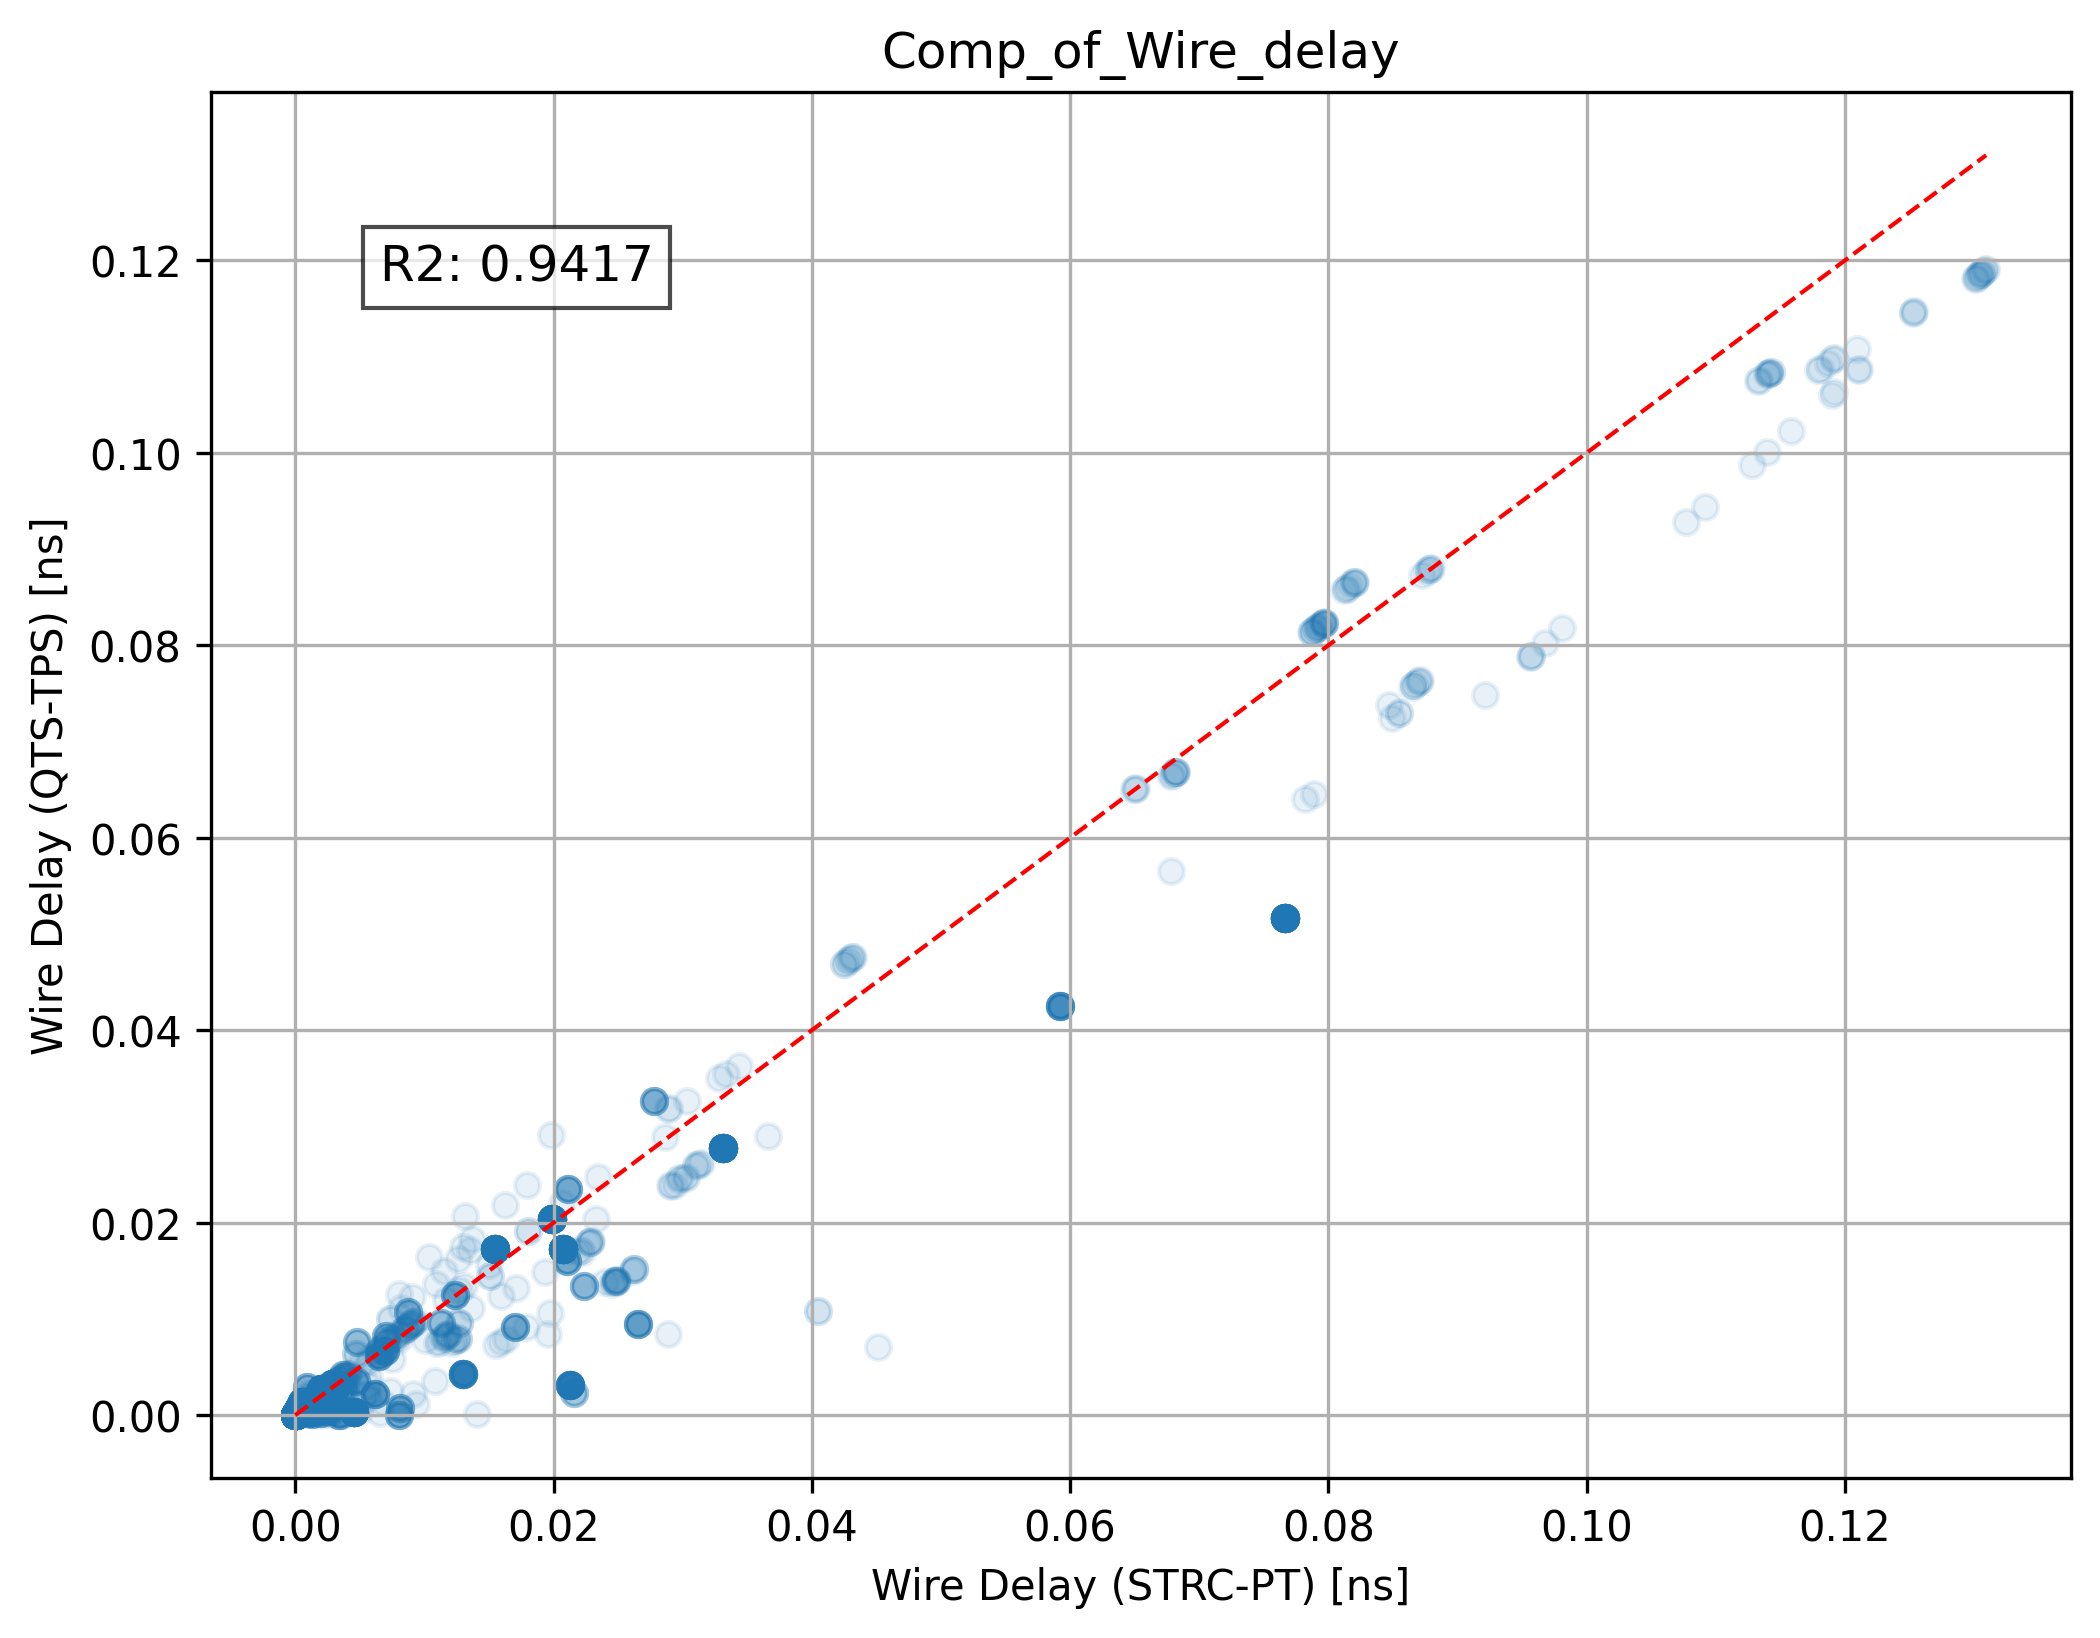 Comp_of_Wire_delay
R2: 0.9417
Wire Delay (QTS-TPS) [ns]
0.12
0.10
0.08
0.06
0.04
0.02
0.00
0.00 0.02 0.04 0.06 0.08 0.10 0.12
Wire Delay (STRC-PT) [ns]